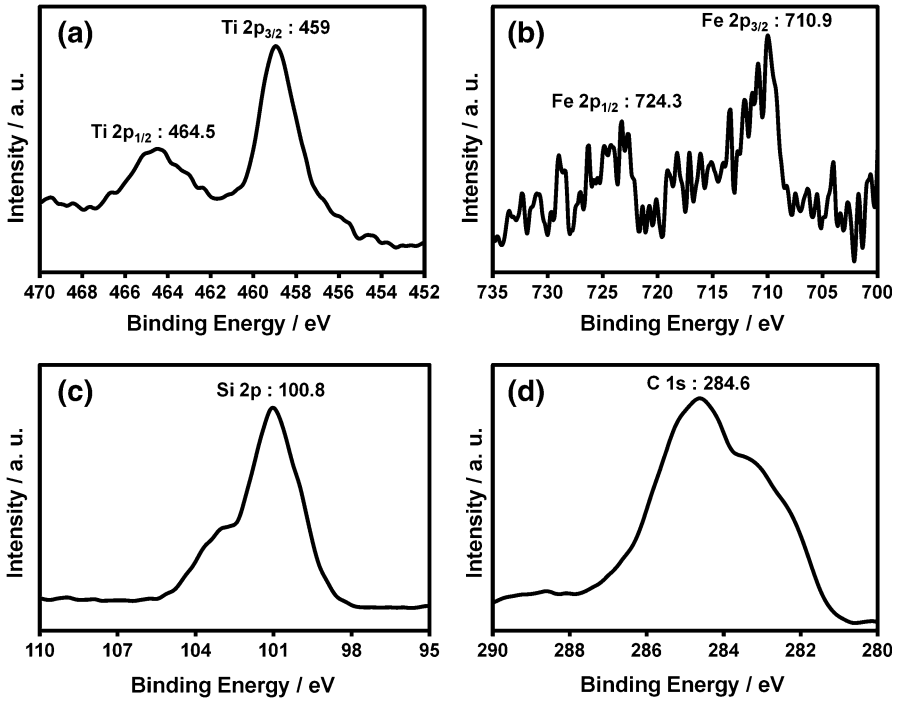 (a)
Ti 2p3/2 : 459
Ti 2p1/2 : 464.5
Intensity / a. u.
470 468 466 464 462 460 458 456 454 452
Binding Energy / eV
(b)
Fe 2p3/2 : 710.9
Fe 2p1/2 : 724.3
Intensity / a. u.
735 730 725 720 715 710 705 700
Binding Energy / eV
(c)
Si 2p : 100.8
Intensity / a. u.
110 107 104 101 98 95
Binding Energy / eV
(d)
C 1s : 284.6
Intensity / a. u.
290 288 286 284 282 280
Binding Energy / eV